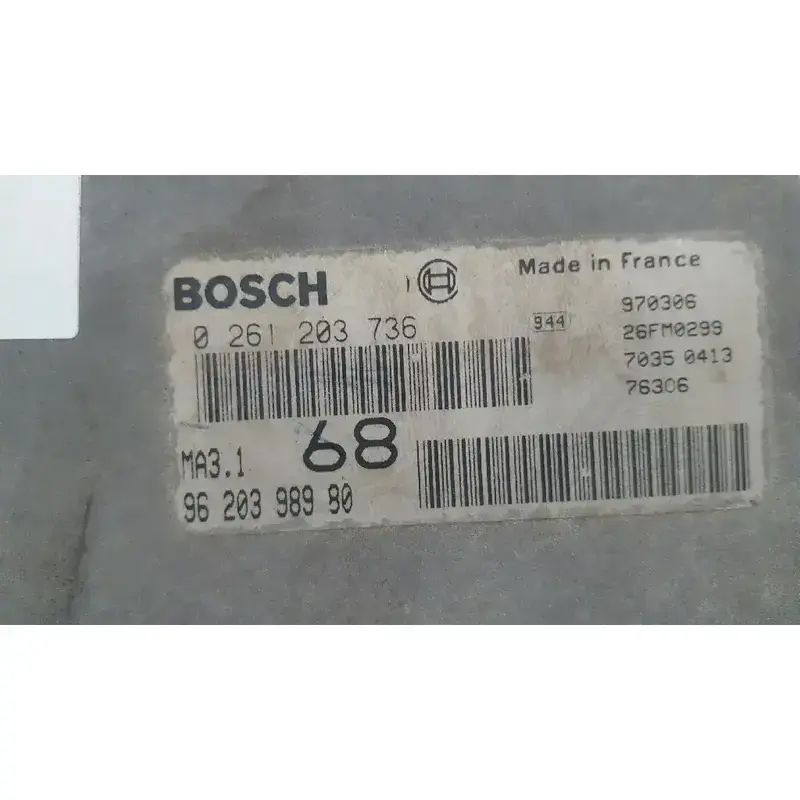 BOSCH
Made in France
0 261 203 736
944
970306
26FM0299
7035 0413
76306
68
MA3.1
96 203 989 80